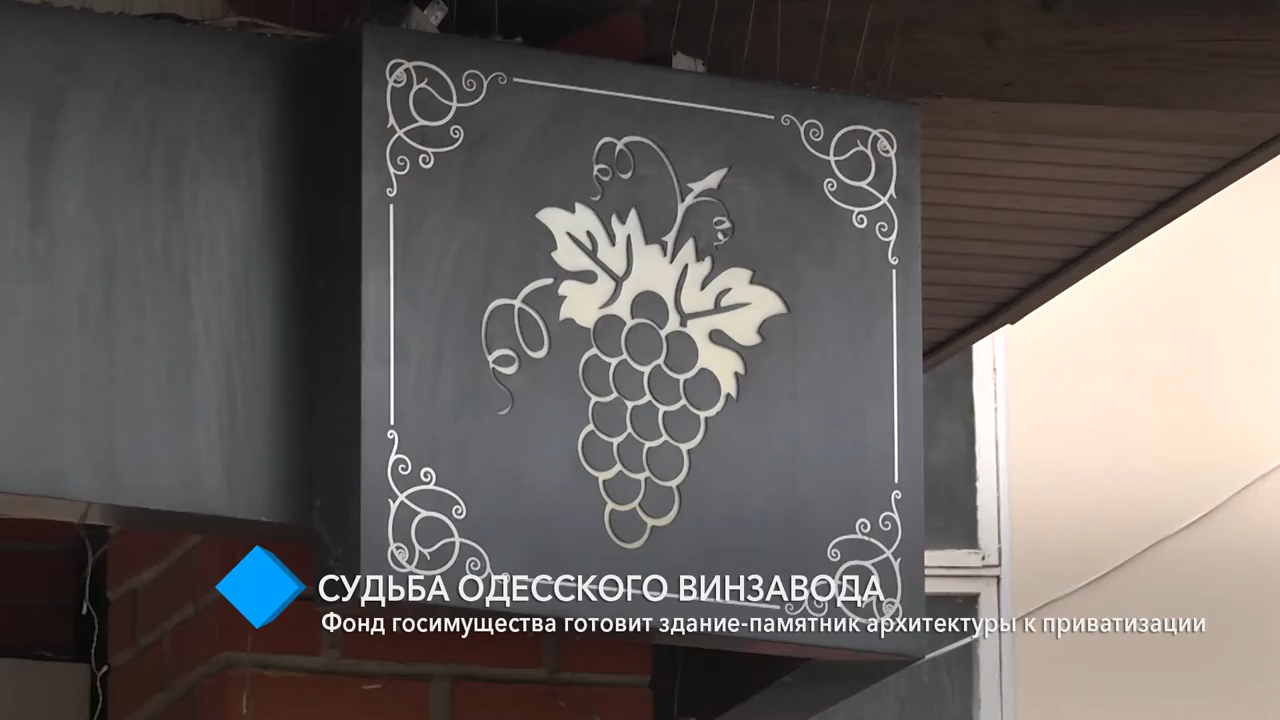 СУДЬБА ОДЕССКОГО ВИНЗАВОДА
Фонд госимущества готовит здание-памятник архитектуры к приватизации